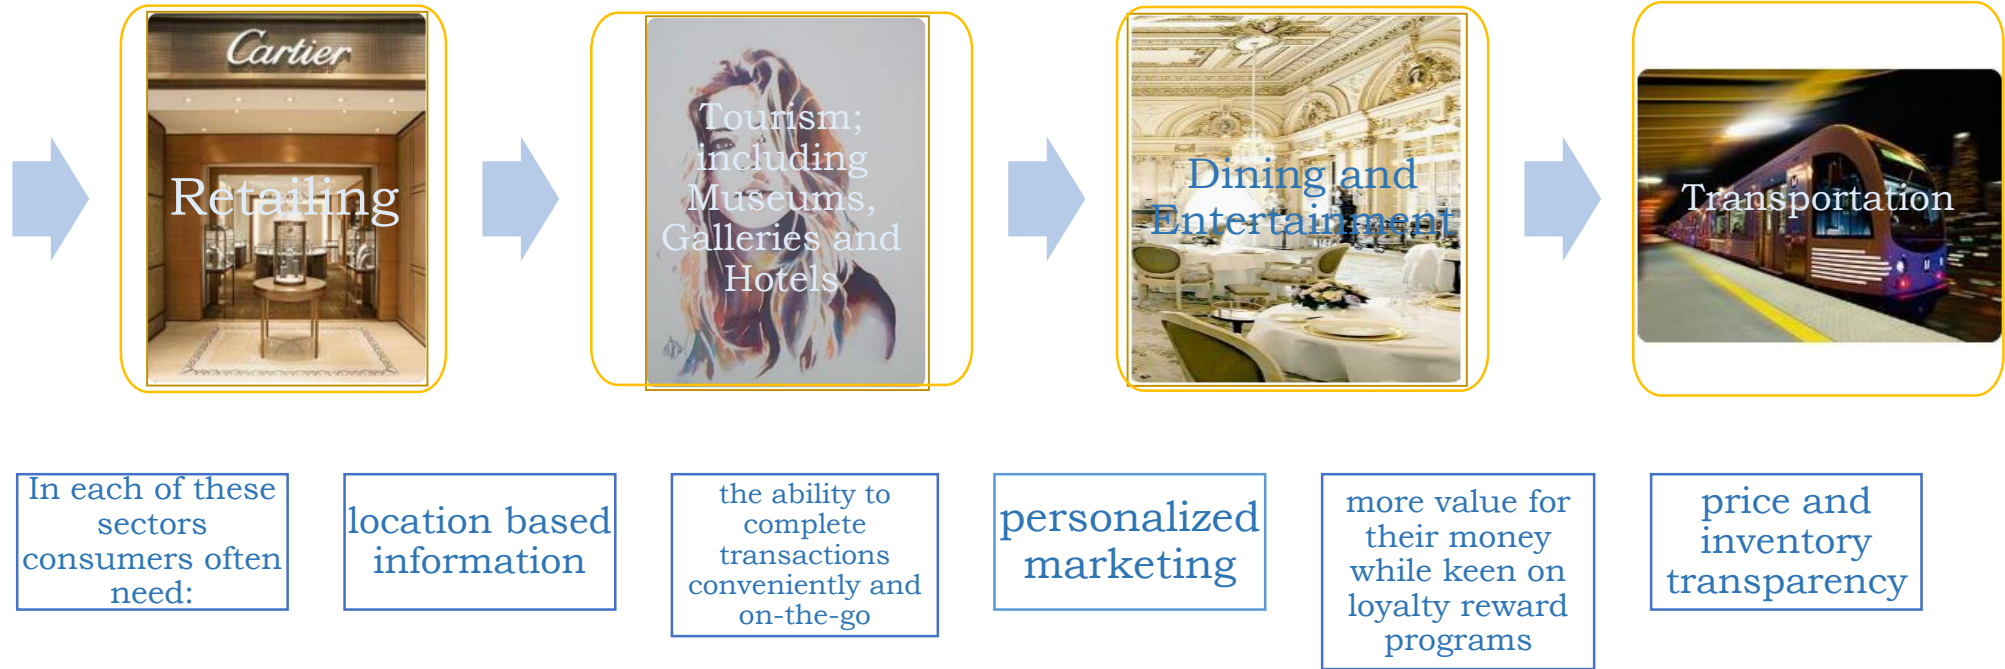 Cartier
Retailing
Tourism;
including
Museums,
Galleries and
Hotels
Dining and
Entertainment
Transportation
In each of these
sectors
consumers often
need:
location based
information
the ability to
complete
transactions
conveniently and
on-the-go
personalized
marketing
more value for
their money
while keen on
loyalty reward
programs
price and
inventory
transparency